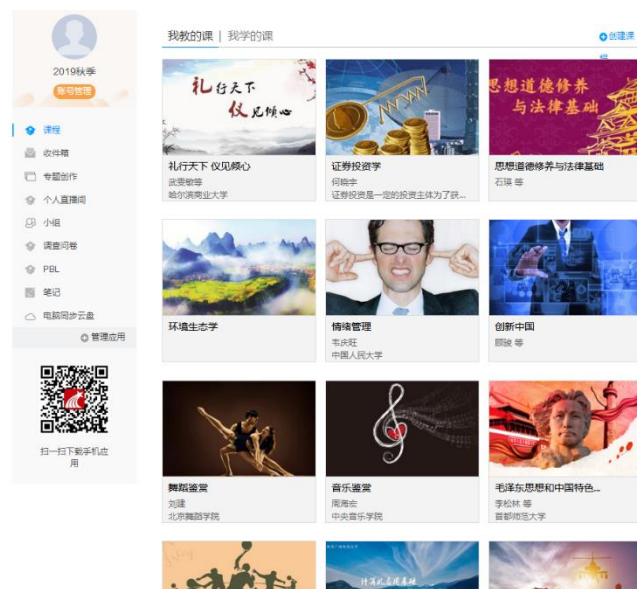 2019秋季
账号管理
课程
收件箱
专题创作
个人直播间
小组
调查问卷
PBL
笔记
电脑同步云盘
管理应用
扫一扫下载手机应
用
我教的课 | 我学的课
创建课
礼行天下
仪见倾心
思想道德修养
与法律基础
礼行天下 仪见倾心
武雯敏等
哈尔滨商业大学
证券投资学
何晓宇
证券投资是一定的投资主体为了获...
思想道德修养与法律基础
石瑛 等
环境生态学
情绪管理
韦庆旺
中国人民大学
创新中国
顾骏 等
舞蹈鉴赏
刘建
北京舞蹈学院
音乐鉴赏
周海宏
中央音乐学院
毛泽东思想和中国特色...
李松林 等
首都师范大学
计算机应用基础